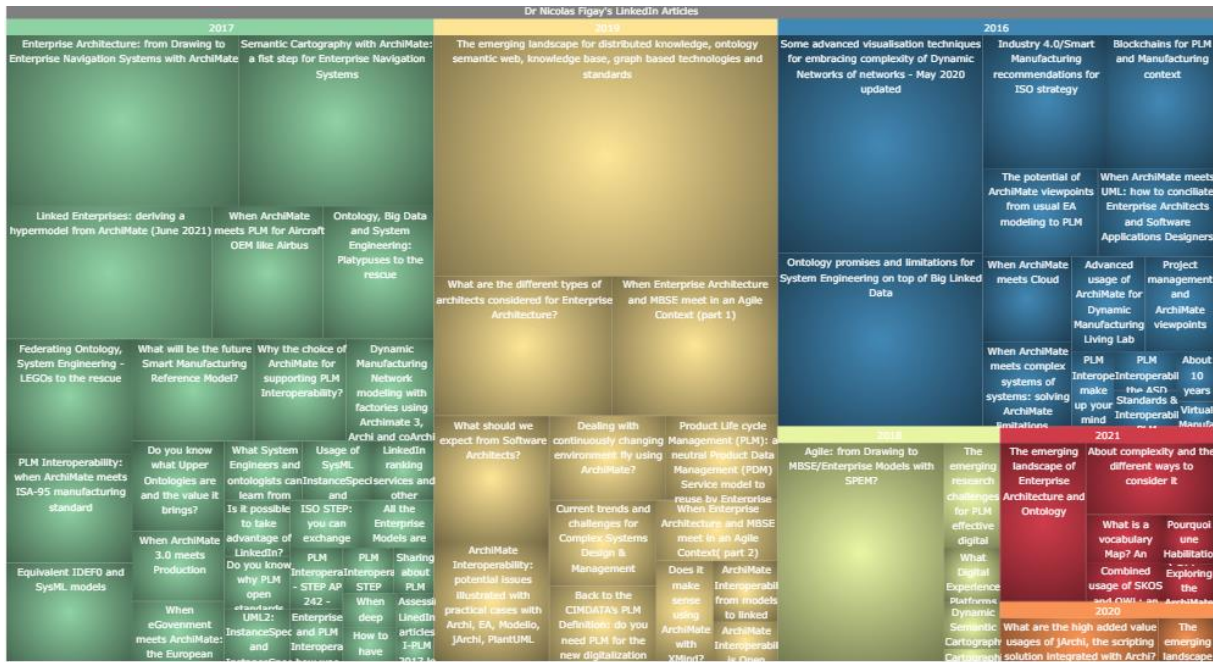 Dr Nicolas Figay's LinkedIn Articles
2017
Enterprise Architecture: from Drawing to
Enterprise Navigation Systems with ArchiMate
Semantic Cartography with ArchiMate:
a fist step for Enterprise Navigation
Systems
Linked Enterprises: deriving a
hypermodel from ArchiMate (June 2021)
When ArchiMate
meets PLM for Aircraft
OEM like Airbus
Ontology, Big Data
and System
Engineering:
Platypuses to the
rescue
Federating Ontology,
System Engineering -
LEGOs to the rescue
What will be the future
Smart Manufacturing
Reference Model?
Why the choice of
ArchiMate for
supporting PLM
Interoperability?
Dynamic
Manufacturing
Network
modeling with
factories using
Archimate 3,
Archi and coArchi
PLM Interoperability:
when ArchiMate meets
ISA-95 manufacturing
standard
Do you know
what Upper
Ontologies are
and the value it
brings?
What System
Engineers and
ontologists can
learn from
Usage of
SysML
InstanceSpeci
and
LinkedIn
ranking
services and
other
Equivalent IDEF0 and
SysML models
When ArchiMate
3.0 meets
Production
When
eGovenment
meets ArchiMate:
the European
Is it possible to
take
advantage of
LinkedIn?
ISO STEP:
you can
exchange
All the
Enterprise
Models are
Do you know
why PLM
open
standards
PLM
Interopera
- STEP AP
242 -
PLM
Interopera
STEP
Sharing
about
PLM
UML2:
InstanceSpec
and
Enterprise
and PLM
Interopera
When
deep
How to
have
Assessi
LinedIn
articles
I-PLM
2019
The emerging landscape for distributed knowledge, ontology
semantic web, knowledge base, graph based technologies and
standards
What are the different types of
architects considered for Enterprise
Architecture?
When Enterprise Architecture
and MBSE meet in an Agile
Context (part 1)
What should we
expect from Software
Architects?
Dealing with
continuously changing
environment fly using
ArchiMate?
Product Life cycle
Management (PLM): a
neutral Product Data
Management (PDM)
Service model to
reuse by Enterprise
ArchiMate
Interoperability:
potential issues
illustrated with
practical cases with
Archi, EA, Modelio,
jArchi, PlantUML
Current trends and
challenges for
Complex Systems
Design &
Management
When Enterprise
Architecture and MBSE
meet in an Agile
Context( part 2)
Back to the
CIMDATA's PLM
Definition: do you
need PLM for the
new digitalization
Does it
make
sense
using
ArchiMate
with
XMind?
ArchiMate
Interoperabil
from models
to linked
ArchiMate
Interoperabil
is Open
2016
Some advanced visualisation techniques
for embracing complexity of Dynamic
Networks of networks - May 2020
updated
Industry 4.0/Smart
Manufacturing
recommendations for
ISO strategy
Blockchains for PLM
and Manufacturing
context
The potential of
ArchiMate viewpoints
from usual EA
modeling to PLM
When ArchiMate meets
UML: how to conciliate
Enterprise Architects
and Software
Applications Designers
Ontology promises and limitations for
System Engineering on top of Big Linked
Data
When ArchiMate
meets Cloud
Advanced
usage of
ArchiMate for
Dynamic
Manufacturing
Living Lab
Project
management
and
ArchiMate
viewpoints
When ArchiMate
meets complex
systems of
systems: solving
ArchiMate
limitations
PLM
Interope
make
up your
mind
PLM
Interoperabil
the ASD
About
10
years
Standards &
Interoperabil
Virtual
Manufa
2018
Agile: from Drawing to
MBSE/Enterprise Models with
SPEM?
The
emerging
research
challenges
for PLM
effective
digital
What
Digital
Experience
Platforms
Dynamic
Semantic
Cartography
2021
The emerging
landscape of
Enterprise
Architecture and
Ontology
About complexity and the
different ways to
consider it
What is a
vocabulary
Map? An
Pourquoi
une
Habilitation
Combined
usage of SKOS
and OWL: an
Exploring
the
2020
What are the high added value
usages of jArchi, the scripting
solution integrated with Archi?
The
emerging
landscape